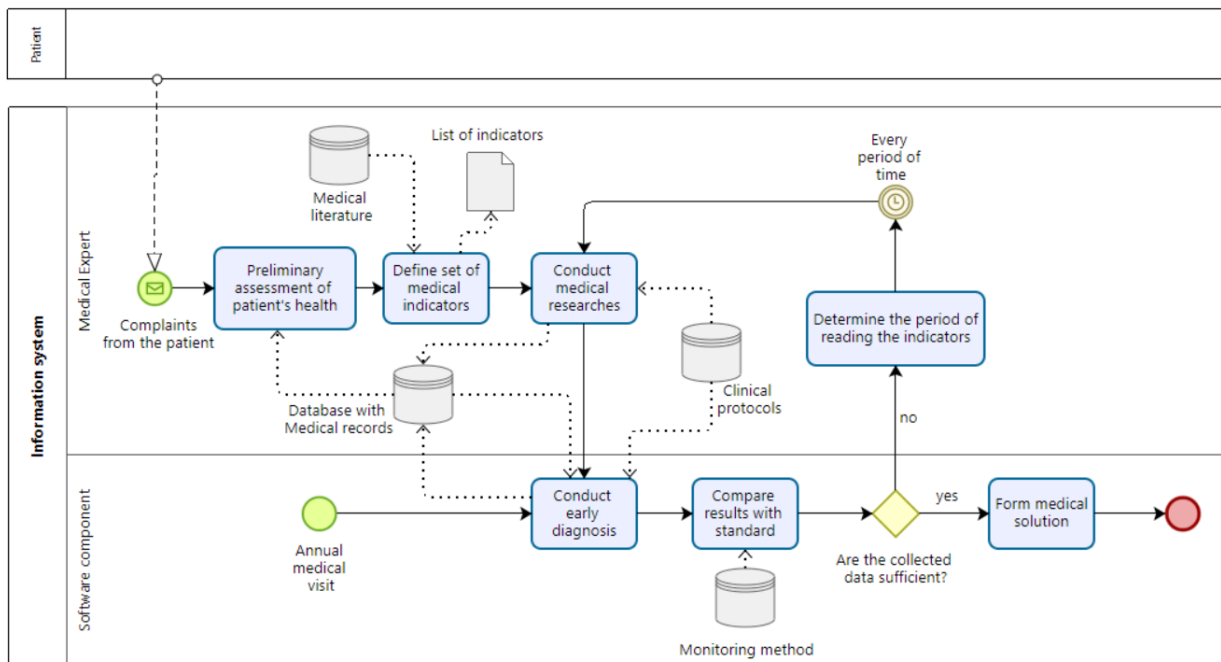 Patient
Information system
Medical Expert
Software component
Complaints
from the patient
Preliminary
assessment of
patient's health
Medical
literature
Define set of
medical
indicators
List of indicators
Conduct
medical
researches
Every
period of
time
Determine the period of
reading the indicators
Database with
Medical records
Clinical
protocols
no
Annual
medical
visit
Conduct
early
diagnosis
Compare
results with
standard
Monitoring method
Are the collected
data sufficient?
yes
Form medical
solution